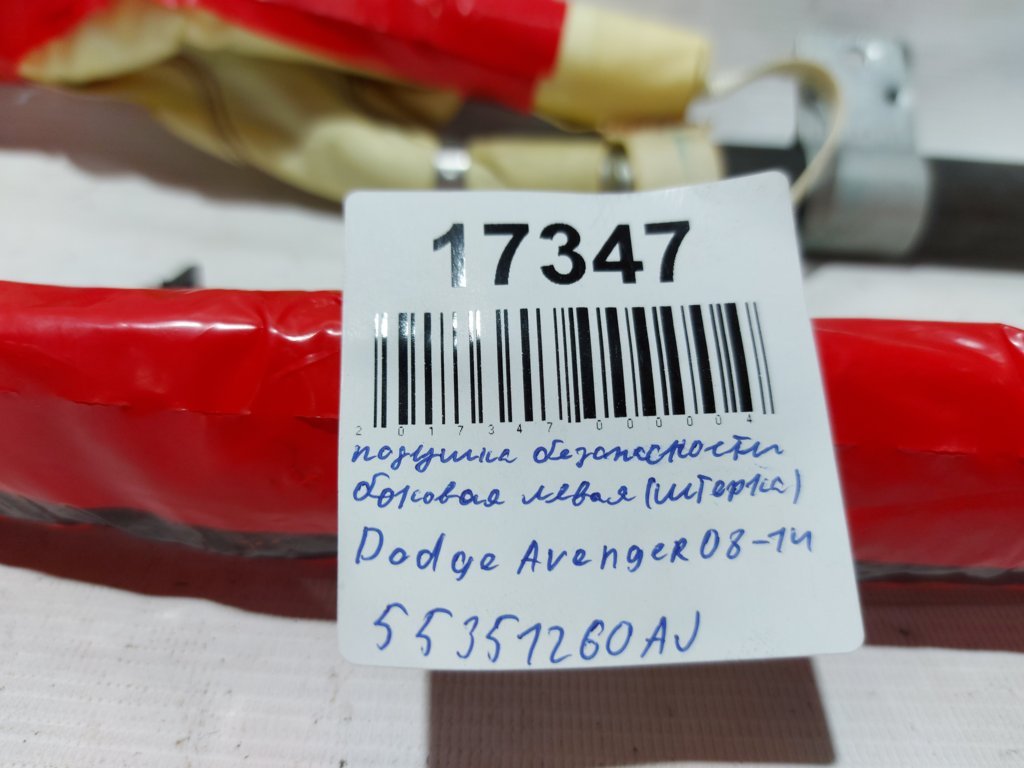 17347
2017347000004
подушка безопасности
боковая левая (шторка)
Dodge Avenger 08-14
55351260AJ